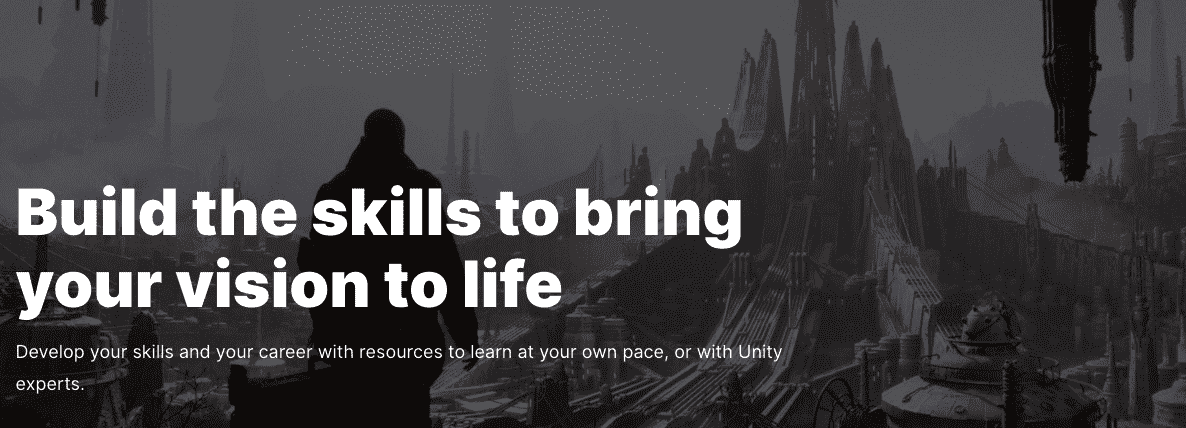 Build the skills to bring
your vision to life
Develop your skills and your career with resources to learn at your own pace, or with Unity
experts.